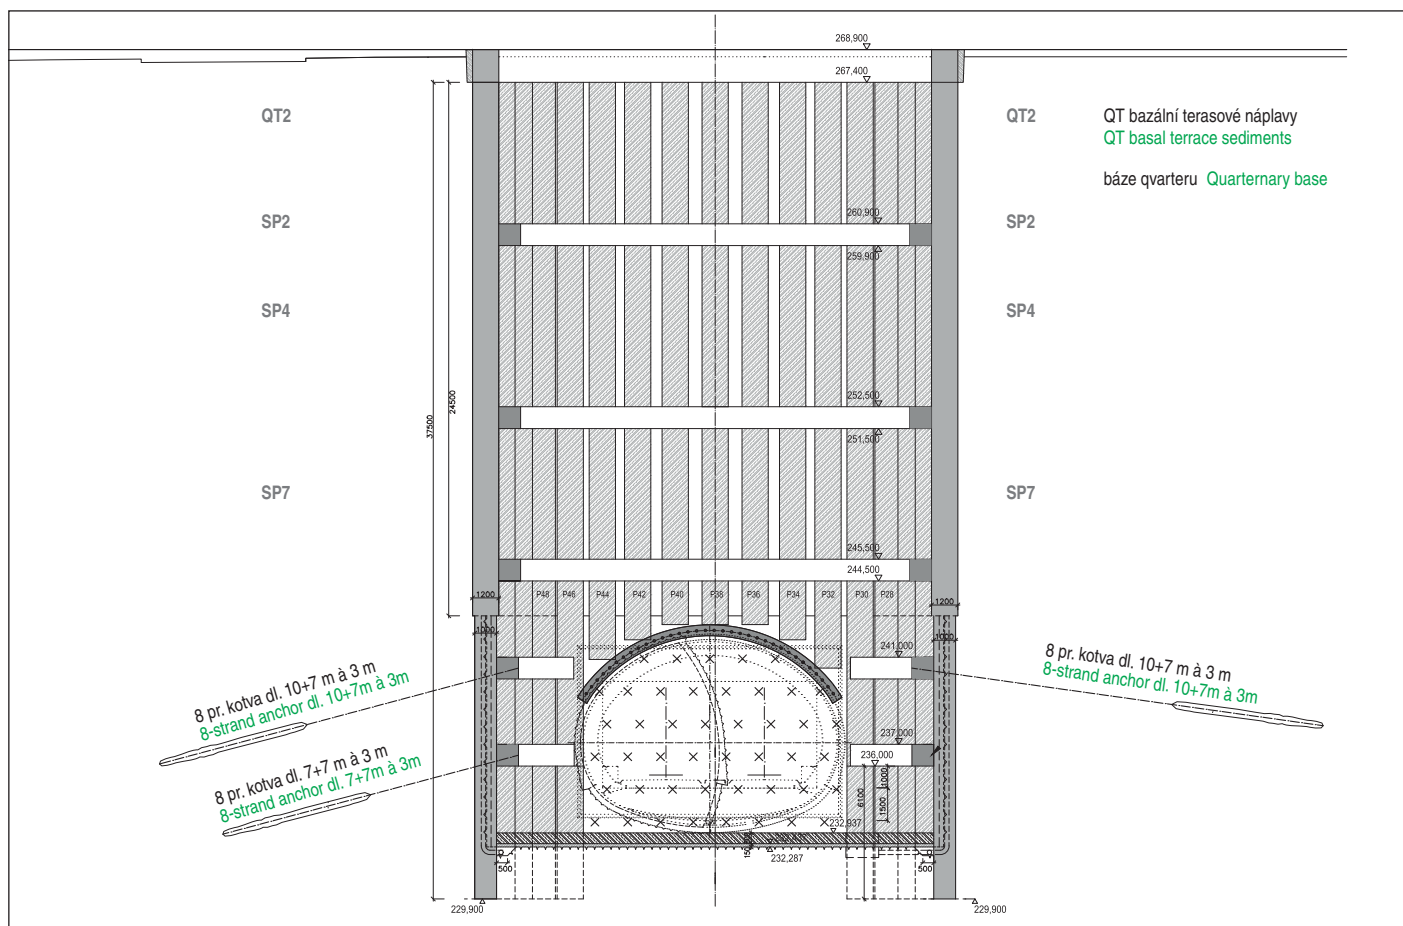 268,900
267,400
QT2
QT2
QT bazální terasové náplavy
QT basal terrace sediments
báze qvarteru Quarternary base
SP2
260,900
SP2
259,900
SP4
SP4
37500
24500
252,500
251,500
SP7
SP7
245,500
244,500
P48 P46 P44 P42 P40 P38 P36 P34 P32 P30 P28
1200
1200
1000
1000
241,000
8 pr. kotva dl. 10+7 m à 3 m
8-strand anchor dl. 10+7m à 3m
8 pr. kotva dl. 10+7 m à 3 m
8-strand anchor dl. 10+7m à 3m
237,000
236,000
8 pr. kotva dl. 7+7 m à 3 m
8-strand anchor dl. 7+7m à 3m
1000
6100
1500
232,937
150
232,287
500
500
229,900
229,900